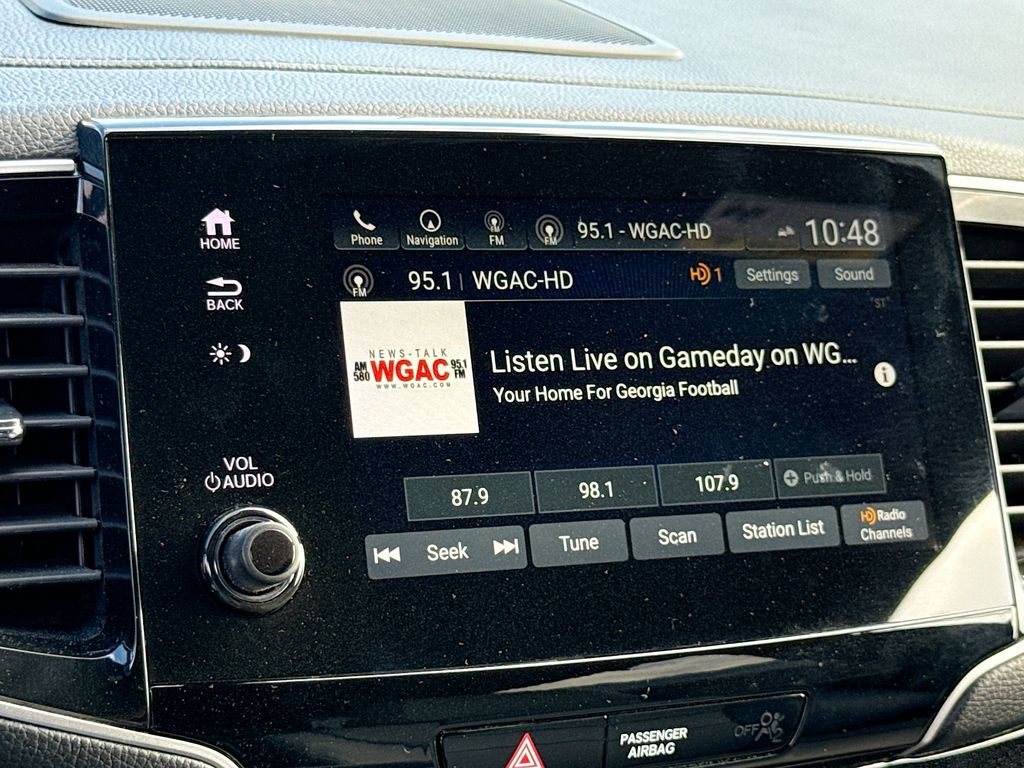 HOME
BACK
VOL
AUDIO
Phone
Navigation
FM
FM
95.1 - WGAC-HD
10:48
FM
95.1 | WGAC-HD
HD 1
Settings
Sound
"ST"
NEWS-TALK
AM 580 WGAC 95.1 FM
WWW.WGAC.COM
Listen Live on Gameday on WG...
Your Home For Georgia Football
i
87.9
98.1
107.9
Push & Hold
Seek
Tune
Scan
Station List
HD Radio
Channels
PASSENGER
AIRBAG
OFF